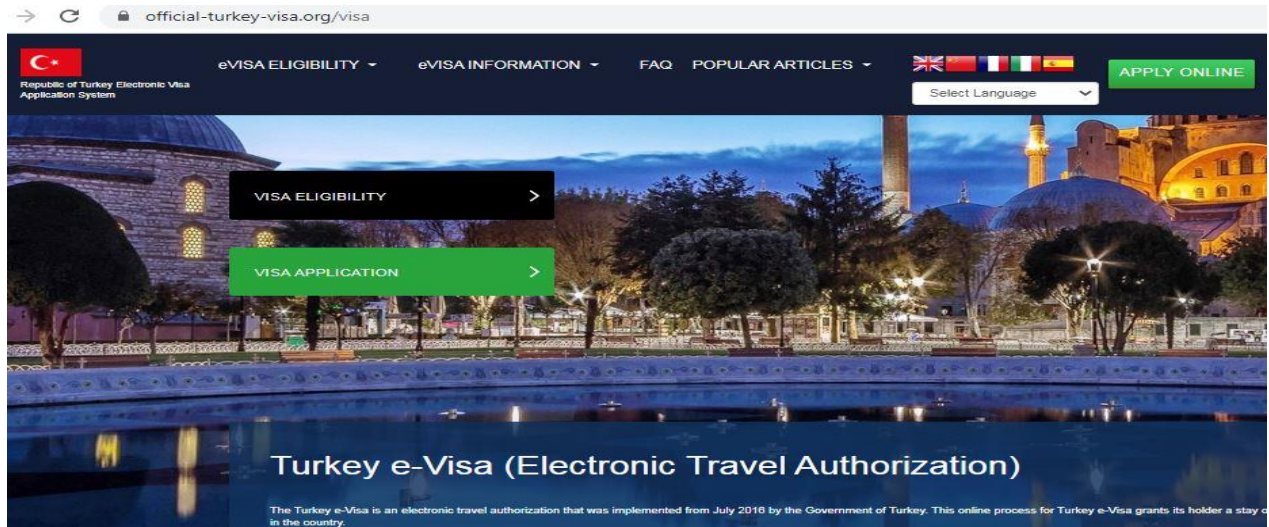 official-turkey-visa.org/visa
eVISA ELIGIBILITY
eVISA INFORMATION
FAQ
POPULAR ARTICLES
Select Language
APPLY ONLINE
Republic of Turkey Electronic Visa
Application System
VISA ELIGIBILITY
VISA APPLICATION
Turkey e-Visa (Electronic Travel Authorization)
The Turkey e-Visa is an electronic travel authorization that was implemented from July 2016 by the Government of Turkey. This online process for Turkey e-Visa grants its holder a stay o
in the country.